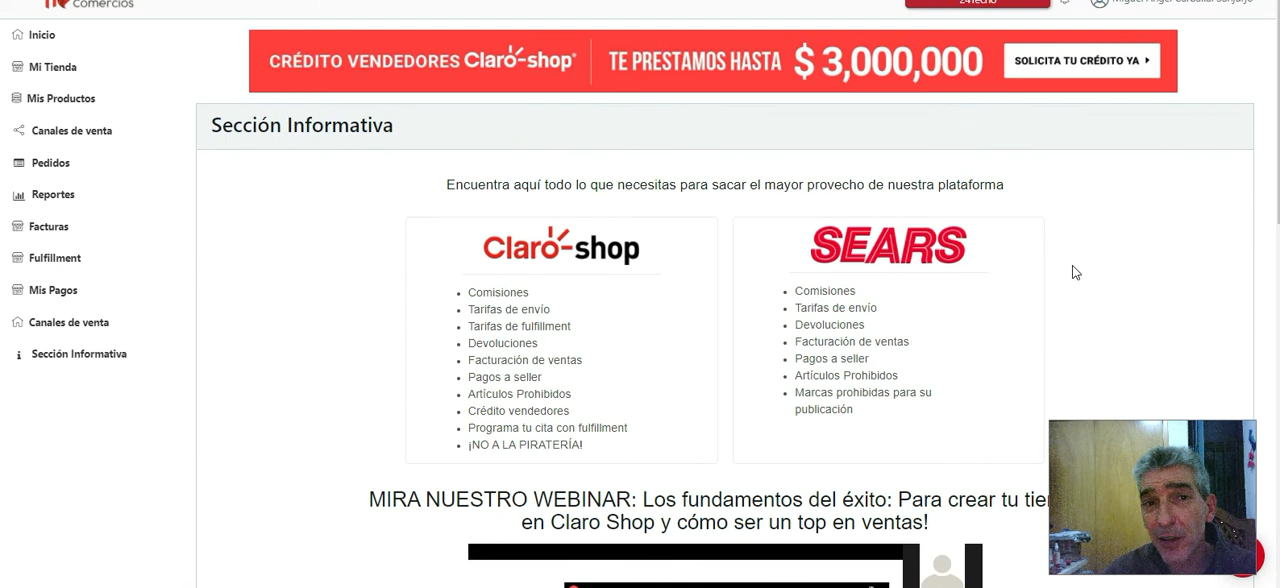 comercios
24Tecno
Inicio
Mi Tienda
Mis Productos
Canales de venta
Pedidos
Reportes
Facturas
Fulfillment
Mis Pagos
Canales de venta
Sección Informativa
CRÉDITO VENDEDORES Claro-shop® TE PRESTAMOS HASTA $ 3,000,000 SOLICITA TU CRÉDITO YA
Sección Informativa
Encuentra aquí todo lo que necesitas para sacar el mayor provecho de nuestra plataforma
Claro-shop
Comisiones
Tarifas de envío
Tarifas de fulfillment
Devoluciones
Facturación de ventas
Pagos a seller
Artículos Prohibidos
Crédito vendedores
Programa tu cita con fulfillment
¡NO A LA PIRATERÍA!
SEARS
Comisiones
Tarifas de envío
Devoluciones
Facturación de ventas
Pagos a seller
Artículos Prohibidos
Marcas prohibidas para su
publicación
MIRA NUESTRO WEBINAR: Los fundamentos del éxito: Para crear tu tie
en Claro Shop y cómo ser un top en ventas!